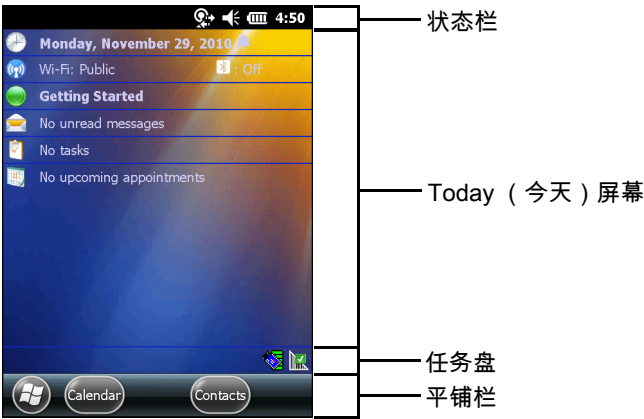 4:50
状态栏
Monday, November 29, 2010
Wi-Fi: Public : Off
Getting Started
No unread messages
No tasks
No upcoming appointments
Today （今天）屏幕
任务盘
Calendar Contacts
平铺栏